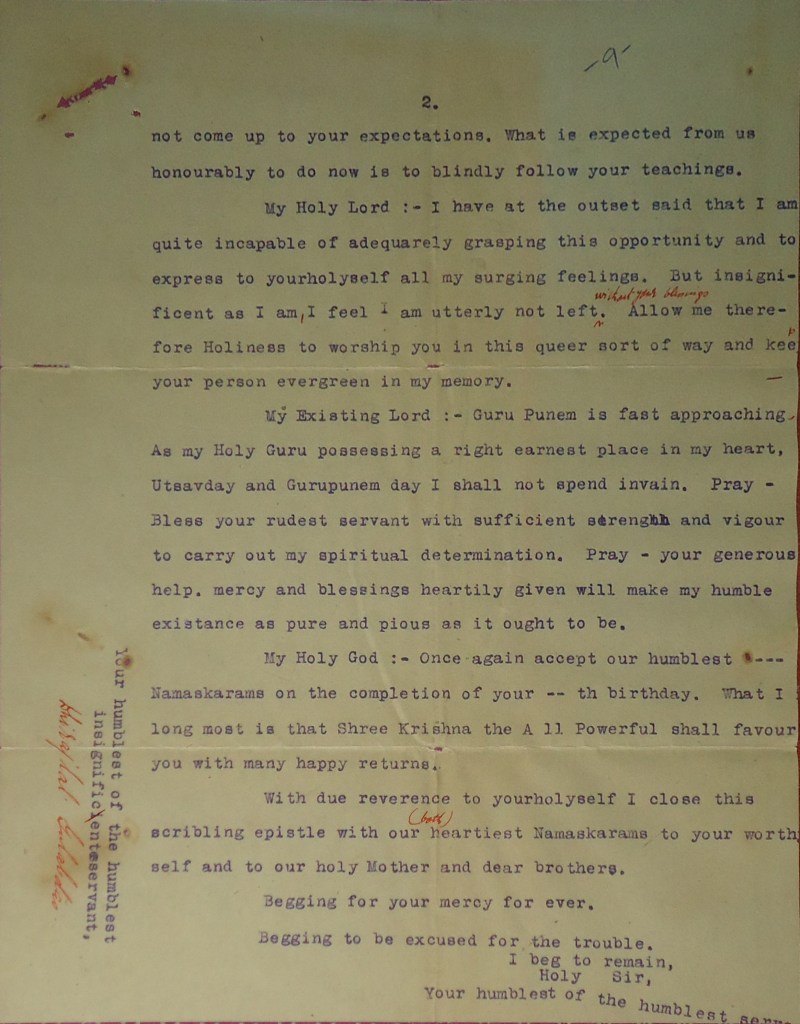 2.
not come up to your expectations. What is expected from us
honourably to do now is to blindly follow your teachings.
My Holy Lord :- I have at the outset said that I am
quite incapable of adequarely grasping this opportunity and to
express to yourholyself all my surging feelings. But insigni-
without your blessings
ficent as I am, I feel I am utterly not left. Allow me there-
fore Holiness to worship you in this queer sort of way and keep
your person evergreen in my memory.
My Existing Lord :- Guru Punem is fast approaching.
As my Holy Guru possessing a right earnest place in my heart,
Utsavday and Gurupunem day I shall not spend invain. Pray -
Bless your rudest servant with sufficient strength and vigour
to carry out my spiritual determination. Pray - your generous
help. mercy and blessings heartily given will make my humble
existance as pure and pious as it ought to be.
My Holy God :- Once again accept our humblest ---
Namaskarams on the completion of your -- th birthday. What I
long most is that Shree Krishna the A ll Powerful shall favour
you with many happy returns.
With due reverence to yourholyself I close this
(both)
scribling epistle with our heartiest Namaskarams to your worth
self and to our holy Mother and dear brothers.
Begging for your mercy for ever.
Begging to be excused for the trouble.
I beg to remain,
Holy Sir,
Your humblest of the humblest
Your humblest of the humblest
insignificent servant,